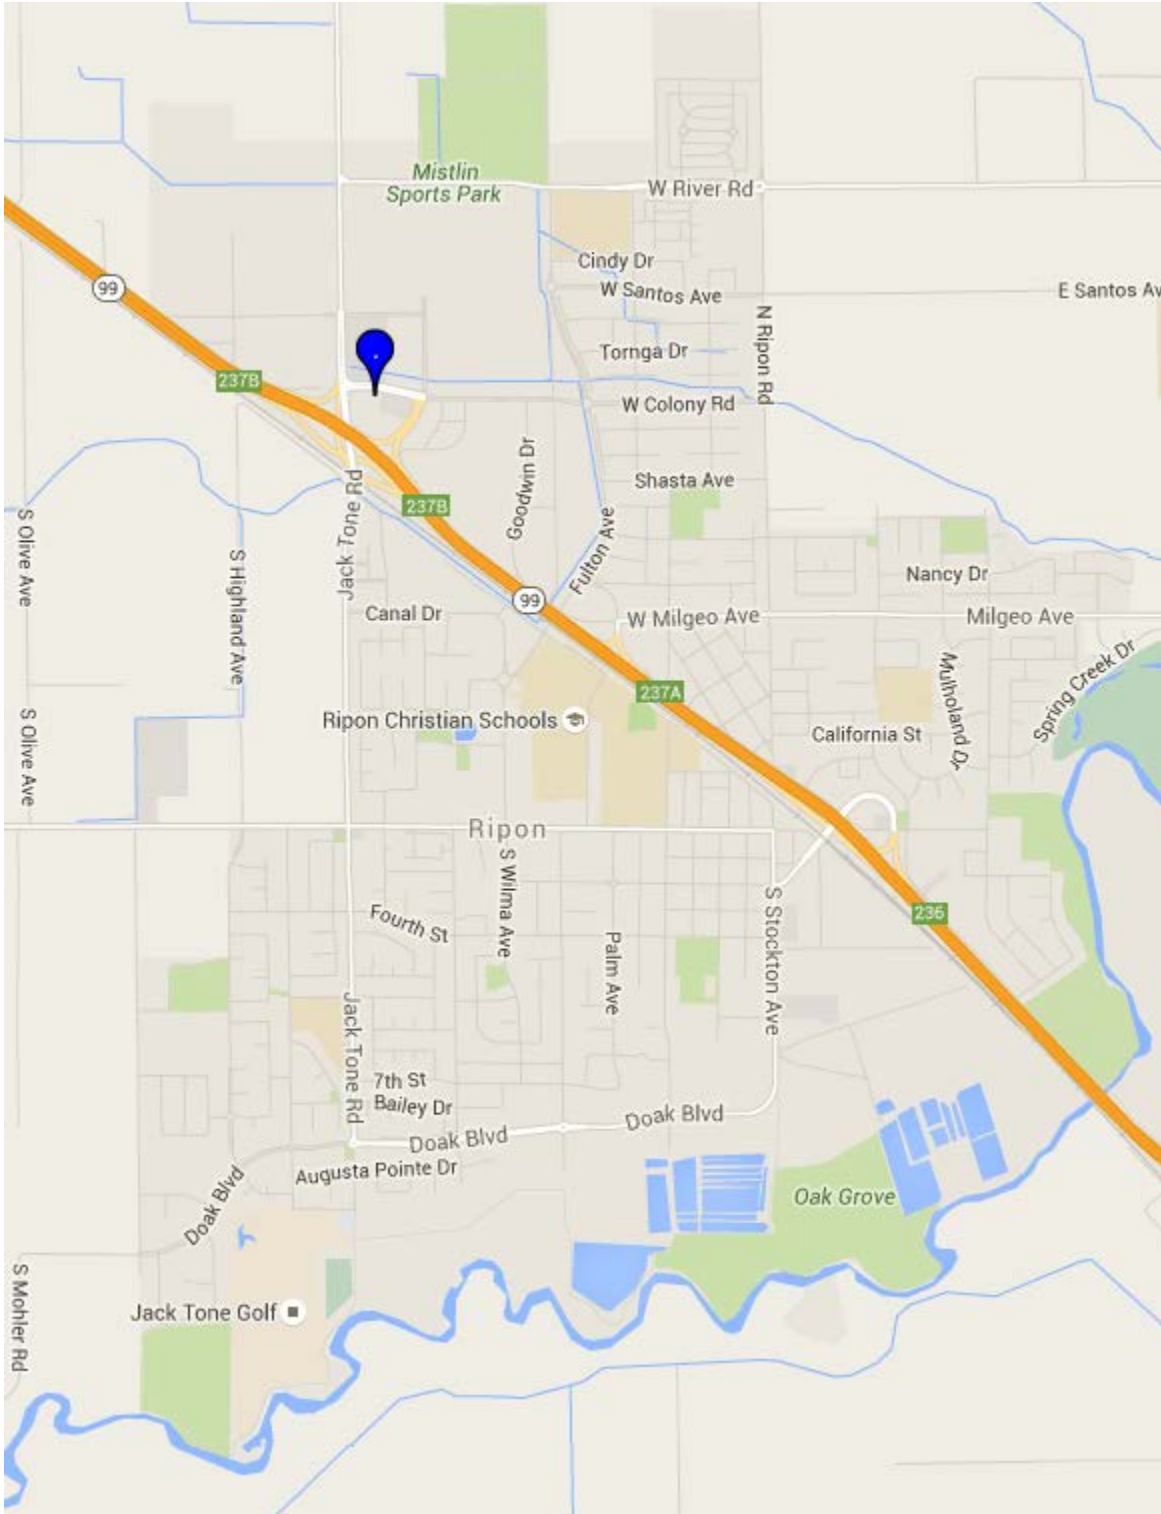 Mistlin
Sports Park
W River Rd
Cindy Dr
99
W Santos Ave
E Santos Av
N Ripon Rd
Tornga Dr
237B
W Colony Rd
Goodwin Dr
Shasta Ave
Jack Tone Rd
237B
S Olive Ave
Fulton Ave
S Highland Ave
Nancy Dr
99
Canal Dr
W Milgeo Ave
Milgeo Ave
Mulholand Dr
Spring Creek Dr
237A
Ripon Christian Schools
S Olive Ave
California St
Ripon
S Wilma Ave
S Stockton Ave
Fourth St
236
Palm Ave
Jack Tone Rd
7th St
Bailey Dr
Doak Blvd
Doak Blvd
Augusta Pointe Dr
Doak Blvd
Oak Grove
S Mohler Rd
Jack Tone Golf